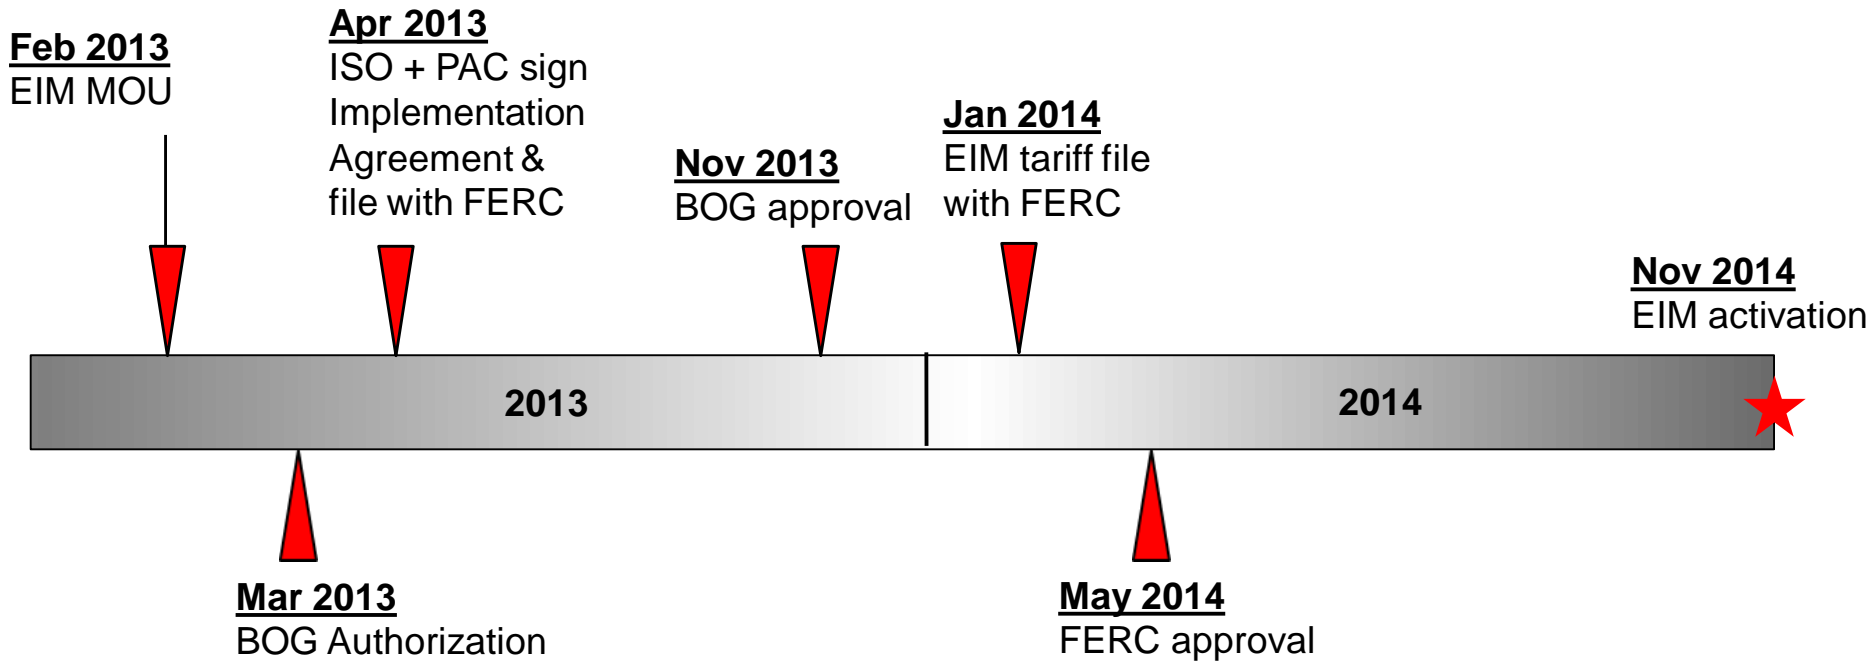 Feb 2013
EIM MOU
Apr 2013
ISO + PAC sign
Implementation
Agreement &
file with FERC
Nov 2013
BOG approval
Jan 2014
EIM tariff file
with FERC
Nov 2014
EIM activation
2013
2014
Mar 2013
BOG Authorization
May 2014
FERC approval